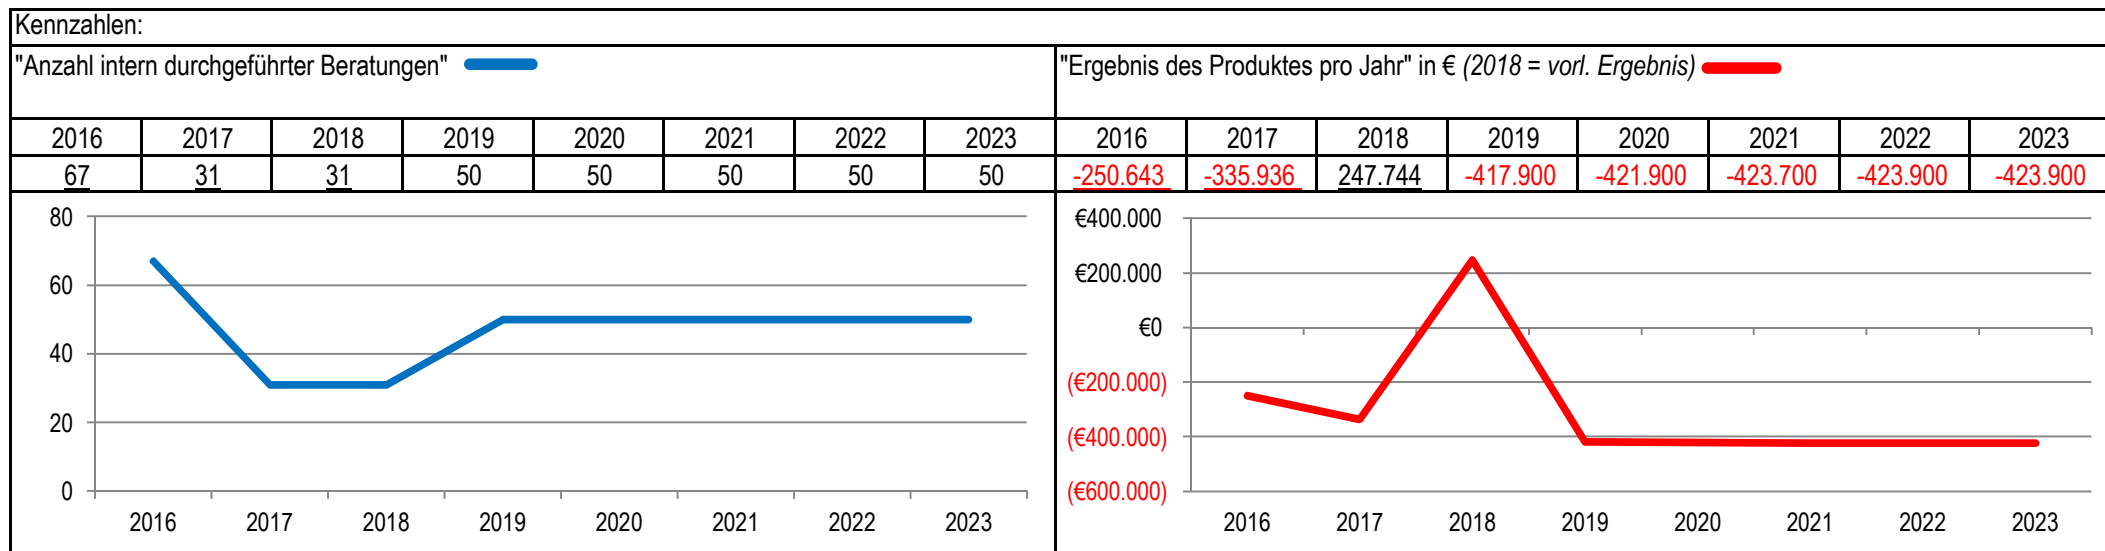 Kennzahlen:
"Anzahl intern durchgeführter Beratungen"
"Ergebnis des Produktes pro Jahr" in € (2018 = vorl. Ergebnis)
2016 2017 2018 2019 2020 2021 2022 2023
67 31 31 50 50 50 50 50
2016 2017 2018 2019 2020 2021 2022 2023
-250.643 -335.936 247.744 -417.900 -421.900 -423.700 -423.900 -423.900
80
60
40
20
0
2016 2017 2018 2019 2020 2021 2022 2023
€400.000
€200.000
€0
(€200.000)
(€400.000)
(€600.000)
2016 2017 2018 2019 2020 2021 2022 2023